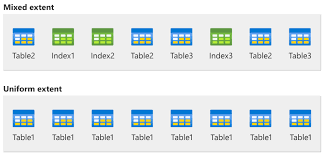 Mixed extent
Table2 Index1 Index2 Table2 Table3 Index3 Table2 Table3
Uniform extent
Table1 Table1 Table1 Table1 Table1 Table1 Table1 Table1